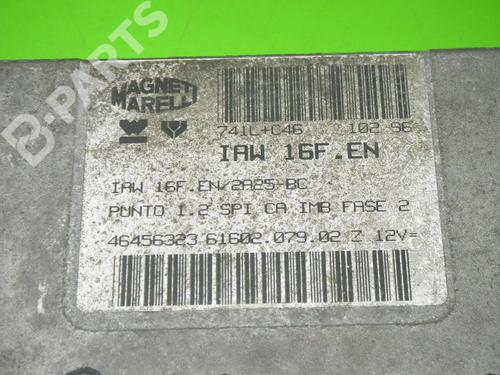 MAGNETI
MARELLI
741L+C46 102 96
IAW 16F.EN
IAW 16F.EN/2A25-BC
PUNTO 1.2 SPI CA IMB FASE 2
46456323 61602.079.02 Z 12V=
B-PARTS